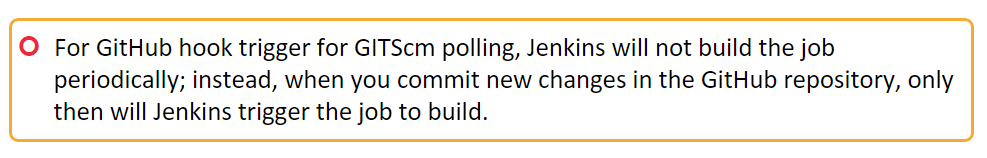 For GitHub hook trigger for GITScm polling, Jenkins will not build the job
periodically; instead, when you commit new changes in the GitHub repository, only
then will Jenkins trigger the job to build.